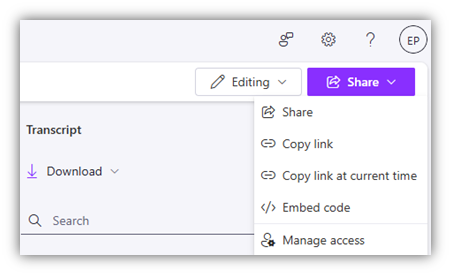 EP
Editing
Share
Transcript
Share
Download
Copy link
Copy link at current time
Search
Embed code
Manage access